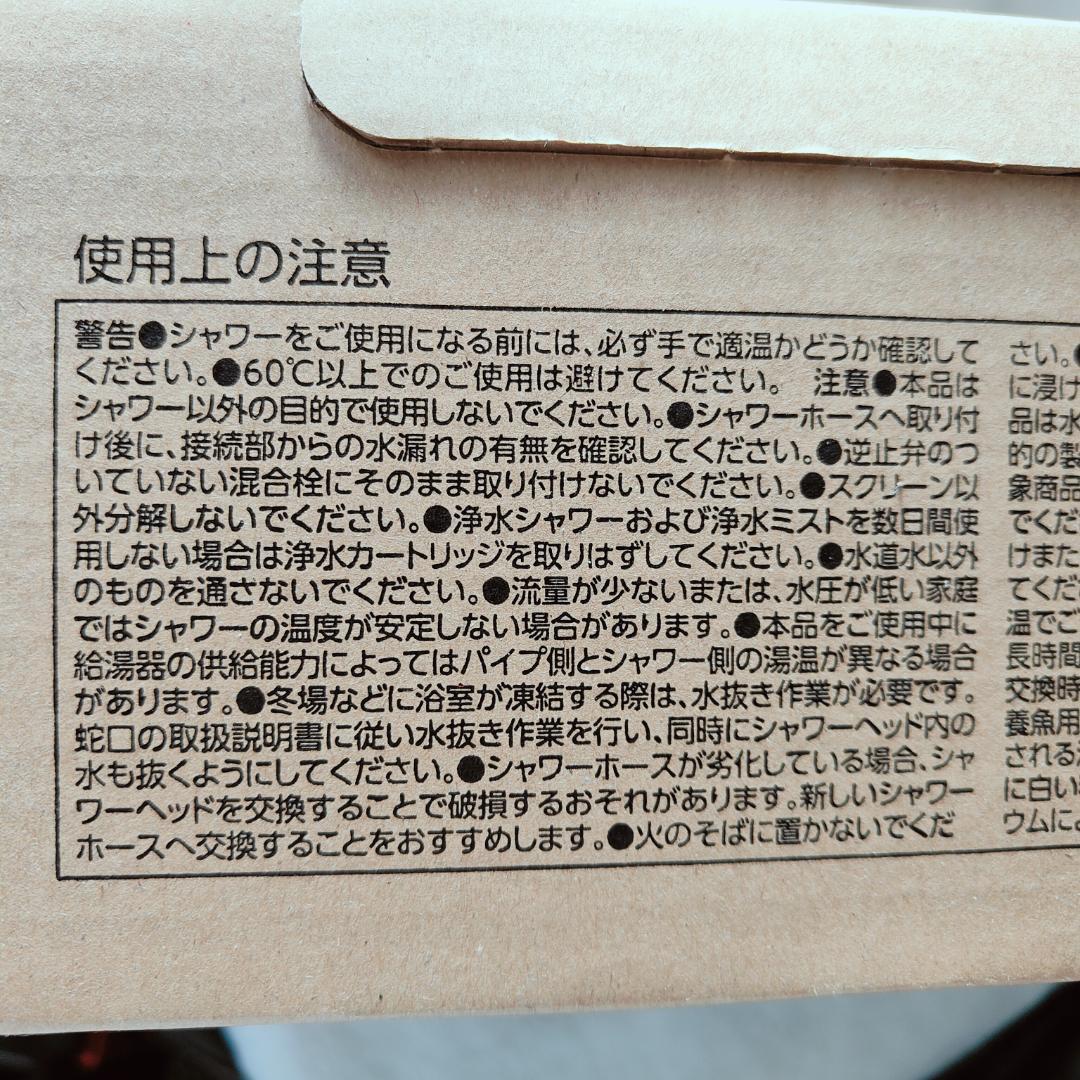 使用上の注意
警告●シャワーをご使用になる前には、必ず手で適温かどうか確認して
ください。●60℃以上でのご使用は避けてください。 注意●本品は
シャワー以外の目的で使用しないでください。●シャワーホースへ取り付
け後に、接続部からの水漏れの有無を確認してください。●逆止弁のつ
いていない混合栓にそのまま取り付けないでください。●スクリーン以
外分解しないでください。●浄水シャワーおよび浄水ミストを数日間使
用しない場合は浄水カートリッジを取りはずしてください。●水道水以外
のものを通さないでください。●流量が少ないまたは、水圧が低い家庭
ではシャワーの温度が安定しない場合があります。●本品をご使用中に
給湯器の供給能力によってはパイプ側とシャワー側の湯温が異なる場合
があります。●冬場などに浴室が凍結する際は、水抜き作業が必要です。
蛇口の取扱説明書に従い水抜き作業を行い、同時にシャワーヘッド内の
水も抜くようにしてください。●シャワーホースが劣化している場合、シャ
ワーヘッドを交換することで破損するおそれがあります。新しいシャワー
ホースへ交換することをおすすめします。●火のそばに置かないでくだ
さい。●
に浸け
品は水
的の製
象商品
でくだ
けまた
てくだ
温でご
長時間
交換時
養魚用
される
に白い
ウムに